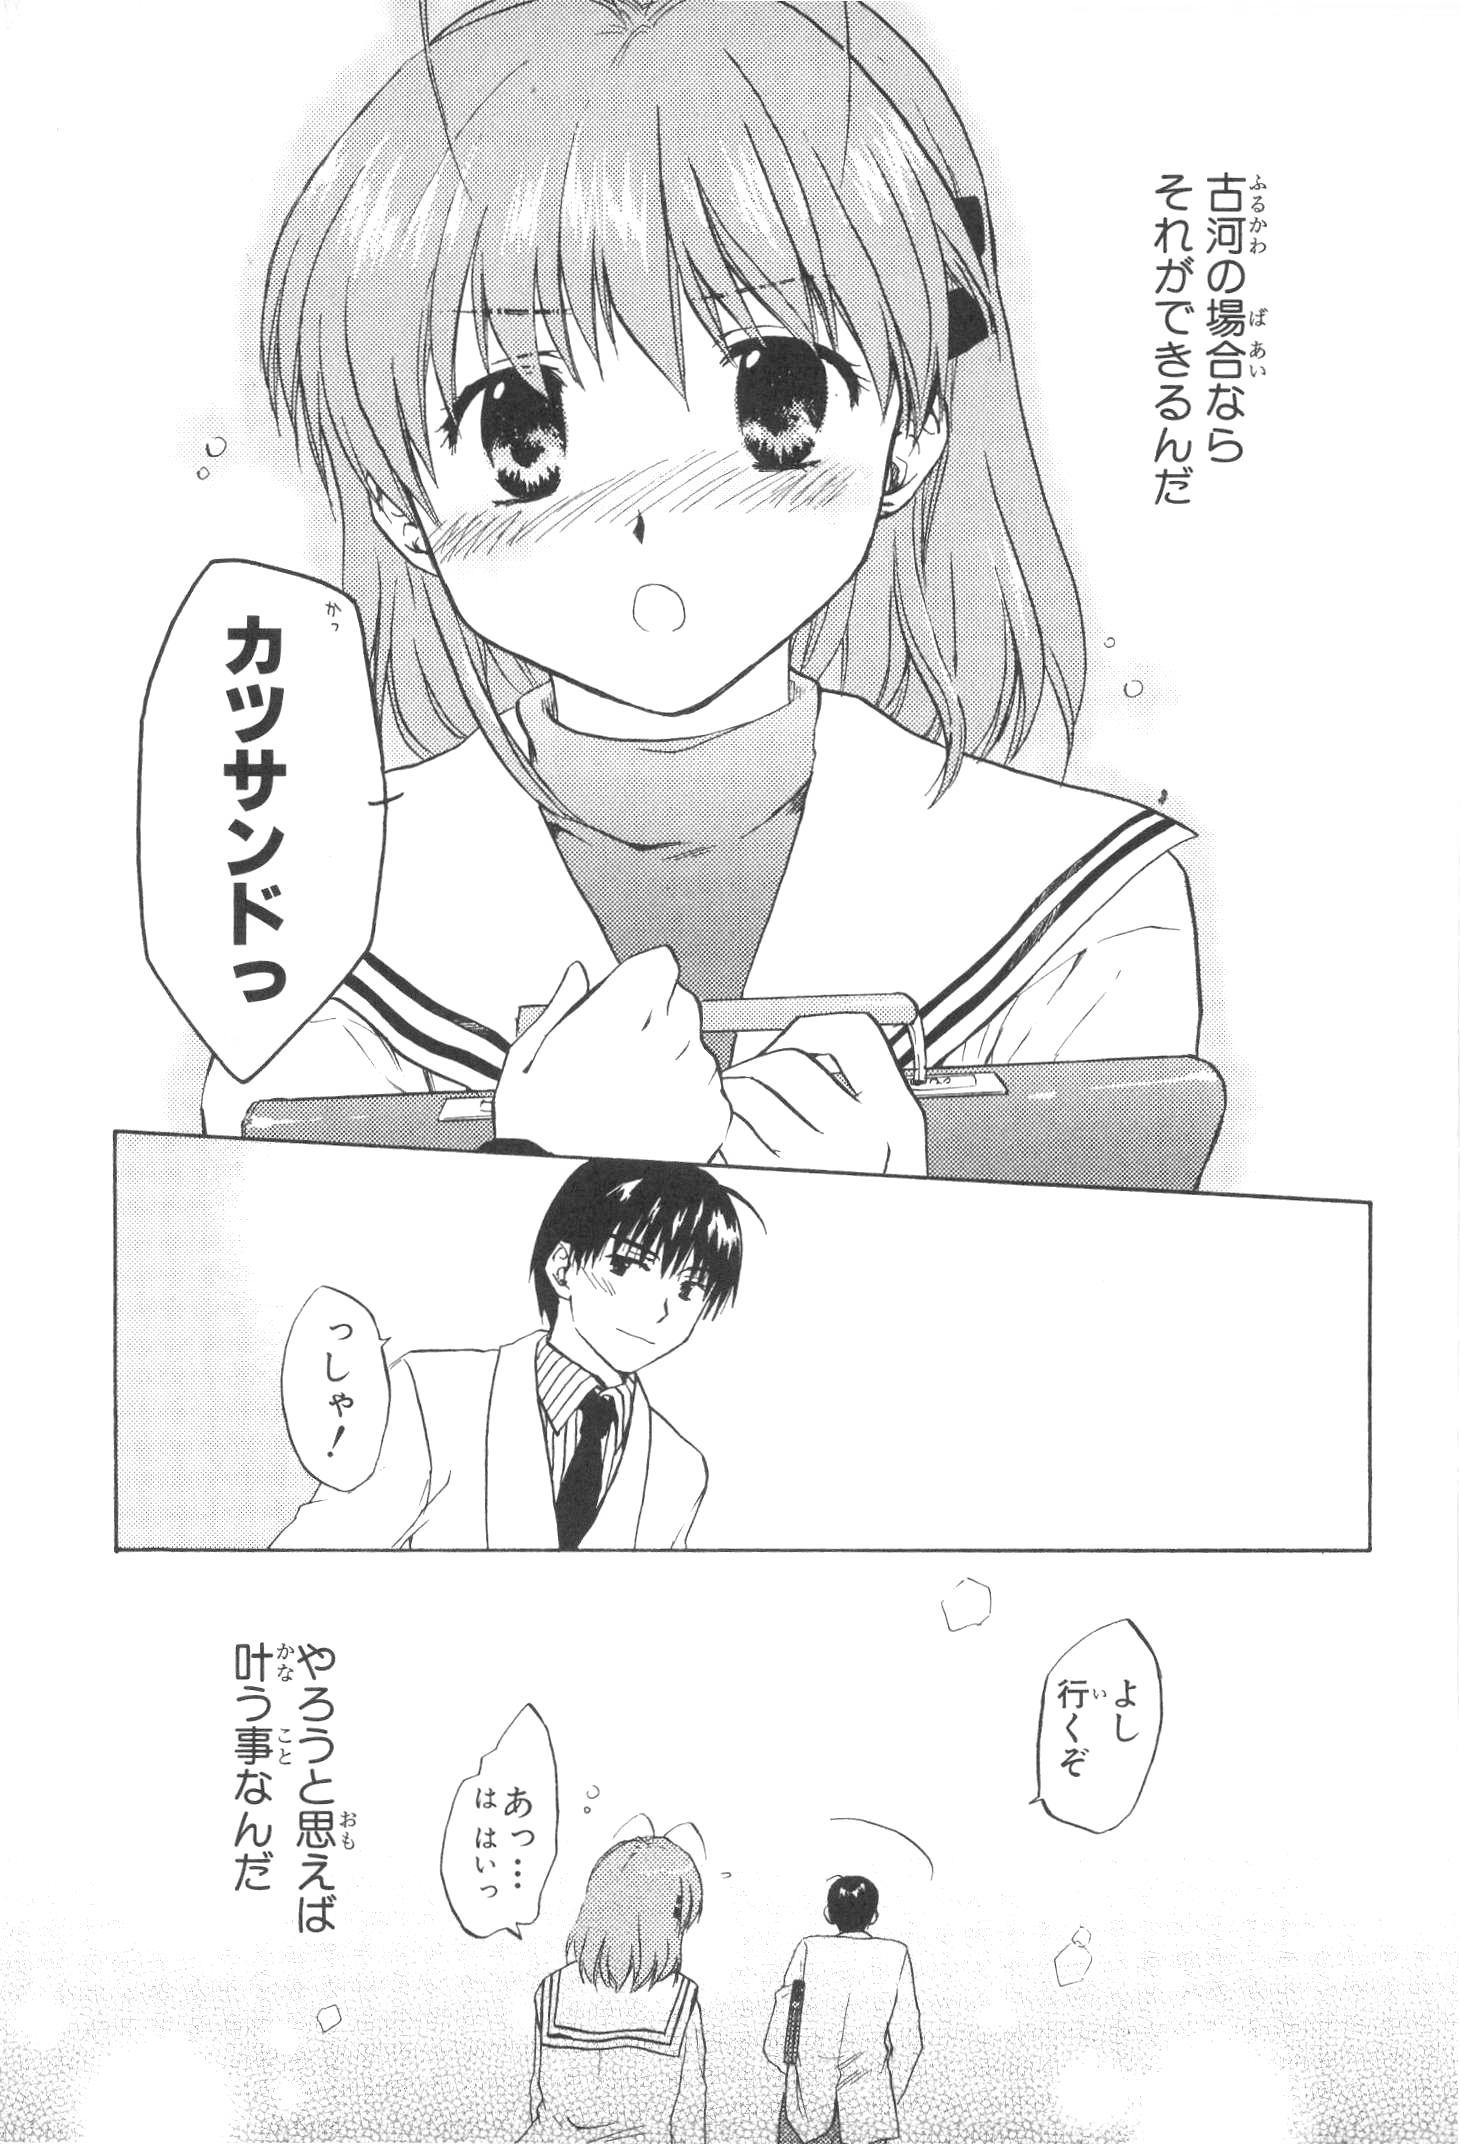 古河の場合なら
それができるんだ
かっ
カツサンドっ
っしゃ！
よし
行くぞ
あっ…
は はいっ
やろうと思えば
叶う事なんだ